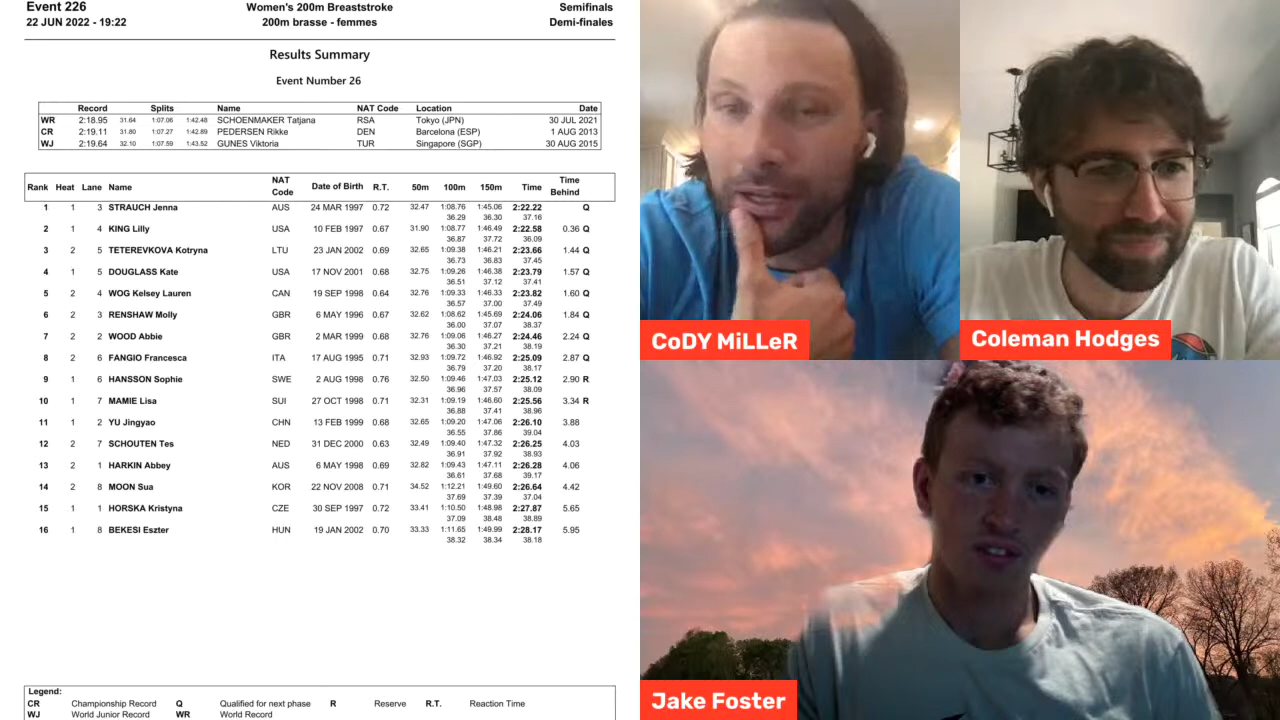 Event 226 Women's 200m Breaststroke Semifinals
22 JUN 2022 - 19:22 200m brasse - femmes Demi-finales
Results Summary
Event Number 26
Record Splits Name NAT Code Location Date
WR 2:18.95 31.64 1:07.06 1:42.48 SCHOENMAKER Tatjana RSA Tokyo (JPN) 30 JUL 2021
CR 2:19.11 31.80 1:07.27 1:42.89 PEDERSEN Rikke DEN Barcelona (ESP) 1 AUG 2013
WJ 2:19.64 32.10 1:07.59 1:43.52 GUNES Viktoria TUR Singapore (SGP) 30 AUG 2015
Rank Heat Lane Name NAT Code Date of Birth R.T. 50m 100m 150m Time Time Behind
1 1 3 STRAUCH Jenna AUS 24 MAR 1997 0.72 32.47 1:08.76 1:45.06 2:22.22 Q
36.29 36.30 37.16
2 1 4 KING Lilly USA 10 FEB 1997 0.67 31.90 1:08.77 1:46.49 2:22.58 0.36 Q
36.87 37.72 36.09
3 2 5 TETEREVKOVA Kotryna LTU 23 JAN 2002 0.69 32.65 1:09.38 1:46.21 2:23.66 1.44 Q
36.73 36.83 37.45
4 1 5 DOUGLASS Kate USA 17 NOV 2001 0.68 32.75 1:09.26 1:46.38 2:23.79 1.57 Q
36.51 37.12 37.41
5 2 4 WOG Kelsey Lauren CAN 19 SEP 1998 0.64 32.76 1:09.33 1:46.33 2:23.82 1.60 Q
36.57 37.00 37.49
6 2 3 RENSHAW Molly GBR 6 MAY 1996 0.67 32.62 1:08.62 1:45.69 2:24.06 1.84 Q
36.00 37.07 38.37
7 2 2 WOOD Abbie GBR 2 MAR 1999 0.68 32.76 1:09.06 1:46.27 2:24.46 2.24 Q
36.30 37.21 38.19
8 2 6 FANGIO Francesca ITA 17 AUG 1995 0.71 32.93 1:09.72 1:46.92 2:25.09 2.87 Q
36.79 37.20 38.17
9 1 6 HANSSON Sophie SWE 2 AUG 1998 0.76 32.50 1:09.46 1:47.03 2:25.12 2.90 R
36.96 37.57 38.09
10 1 7 MAMIE Lisa SUI 27 OCT 1998 0.71 32.31 1:09.19 1:46.60 2:25.56 3.34 R
36.88 37.41 38.96
11 1 2 YU Jingyao CHN 13 FEB 1999 0.68 32.65 1:09.20 1:47.06 2:26.10 3.88
36.55 37.86 39.04
12 2 7 SCHOUTEN Tes NED 31 DEC 2000 0.63 32.49 1:09.40 1:47.32 2:26.25 4.03
36.91 37.92 38.93
13 2 1 HARKIN Abbey AUS 6 MAY 1998 0.69 32.82 1:09.43 1:47.11 2:26.28 4.06
36.61 37.68 39.17
14 2 8 MOON Sua KOR 22 NOV 2008 0.71 34.52 1:12.21 1:49.60 2:26.64 4.42
37.69 37.39 37.04
15 1 1 HORSKA Kristyna CZE 30 SEP 1997 0.72 33.41 1:10.50 1:48.98 2:27.87 5.65
37.09 38.48 38.89
16 1 8 BEKESI Eszter HUN 19 JAN 2002 0.70 33.33 1:11.65 1:49.99 2:28.17 5.95
38.32 38.34 38.18
Legend:
CR Championship Record Q Qualified for next phase R Reserve R.T. Reaction Time
WJ World Junior Record WR World Record
CoDY MiLLeR
Coleman Hodges
Jake Foster